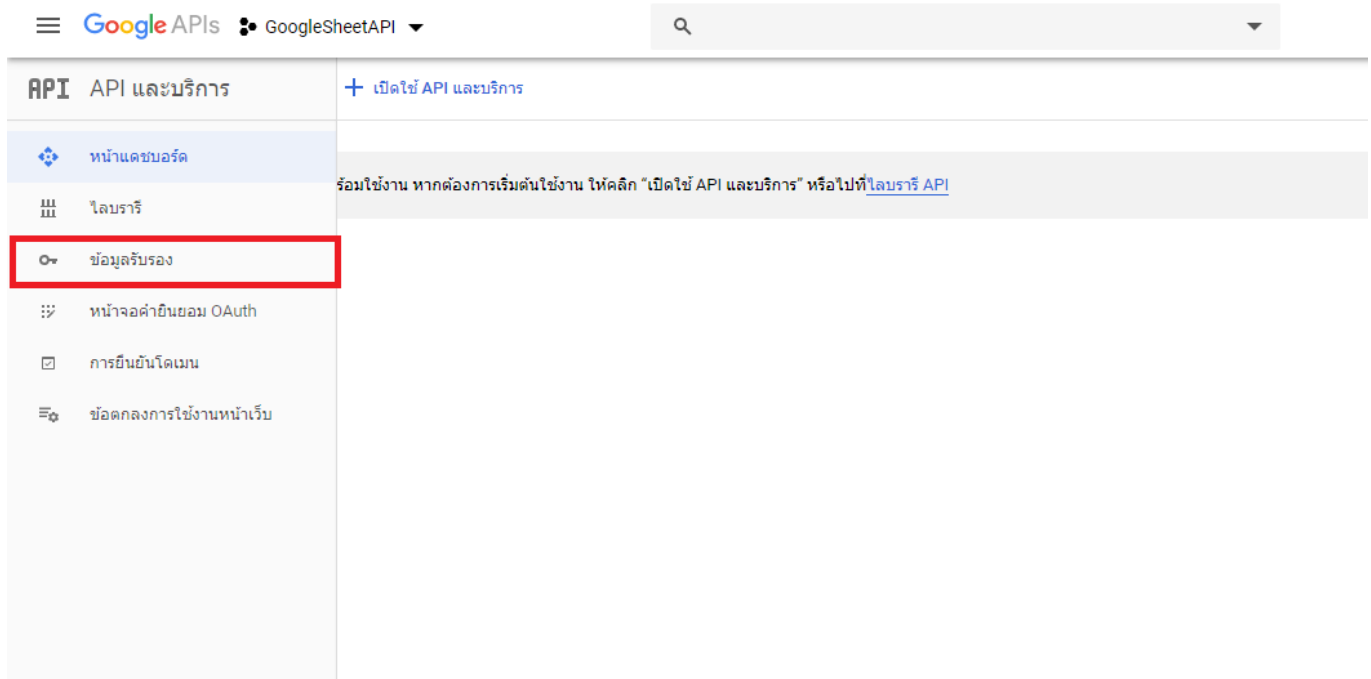 Google APIs GoogleSheetAPI
API API และบริการ
เปิดใช้ API และบริการ
หน้าแดชบอร์ด
ร้อมใช้งาน หากต้องการเริ่มต้นใช้งาน ให้คลิก “เปิดใช้ API และบริการ” หรือไปที่ไลบรารี API
ไลบรารี
ข้อมูลรับรอง
หน้าจอคำยินยอม OAuth
การยืนยันโดเมน
ข้อตกลงการใช้งานหน้าเว็บ